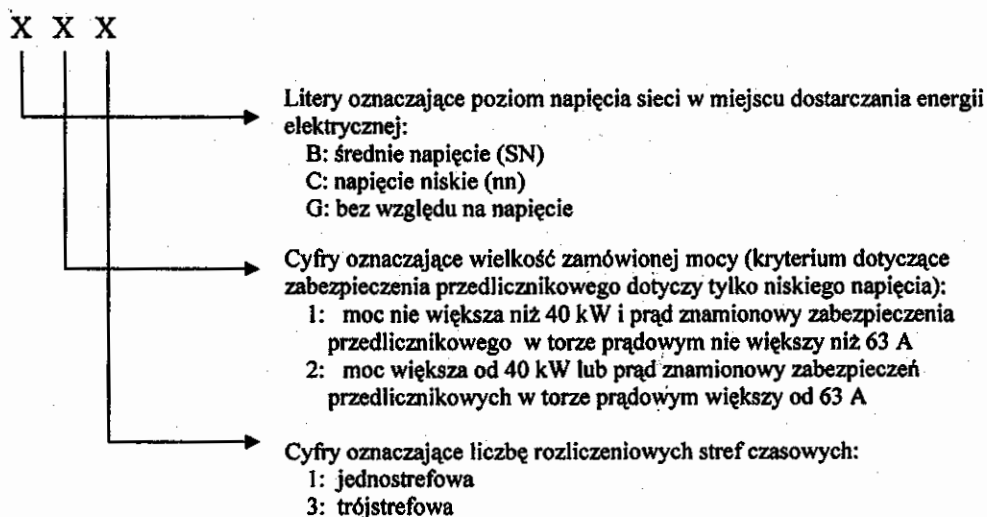 X X X
Litery oznaczające poziom napięcia sieci w miejscu dostarczania energii
elektrycznej:
B: średnie napięcie (SN)
C: napięcie niskie (nn)
G: bez względu na napięcie
Cyfry oznaczające wielkość zamówionej mocy (kryterium dotyczące
zabezpieczenia przedlicznikowego dotyczy tylko niskiego napięcia):
1: moc nie większa niż 40 kW i prąd znamionowy zabezpieczenia
przedlicznikowego w torze prądowym nie większy niż 63 A
2: moc większa od 40 kW lub prąd znamionowy zabezpieczeń
przedlicznikowych w torze prądowym większy od 63 A
Cyfry oznaczające liczbę rozliczeniowych stref czasowych:
1: jednostrefowa
3: trójstrefowa